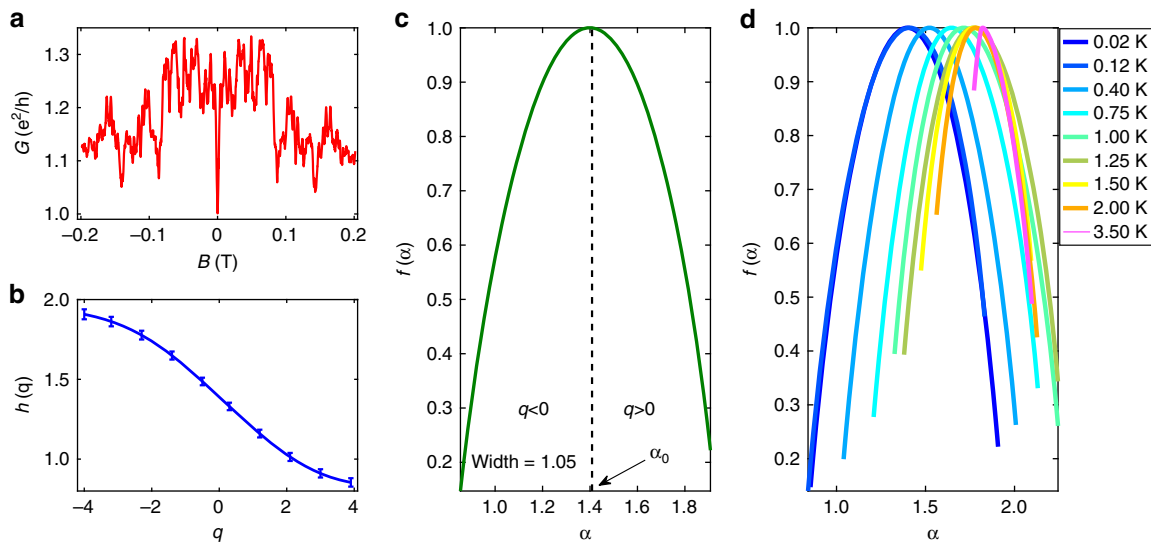 a
G (e²/h)
1.3
1.2
1.1
1.0
–0.2
–0.1
0
0.1
0.2
B (T)
b
h (q)
2.0
1.5
1.0
–4
–2
0
2
4
q
c
f (α)
1.0
0.9
0.8
0.7
0.6
1.0
0.4
0.3
0.2
q<0
q>0
Width = 1.05
α₀
1.0
1.2
1.4
1.6
1.8
α
d
f (α)
1.0
0.9
0.8
0.7
0.6
1.0
0.4
0.3
0.2
1.0
1.5
2.0
α
0.02 K
0.12 K
0.40 K
0.75 K
1.00 K
1.25 K
1.50 K
2.00 K
3.50 K